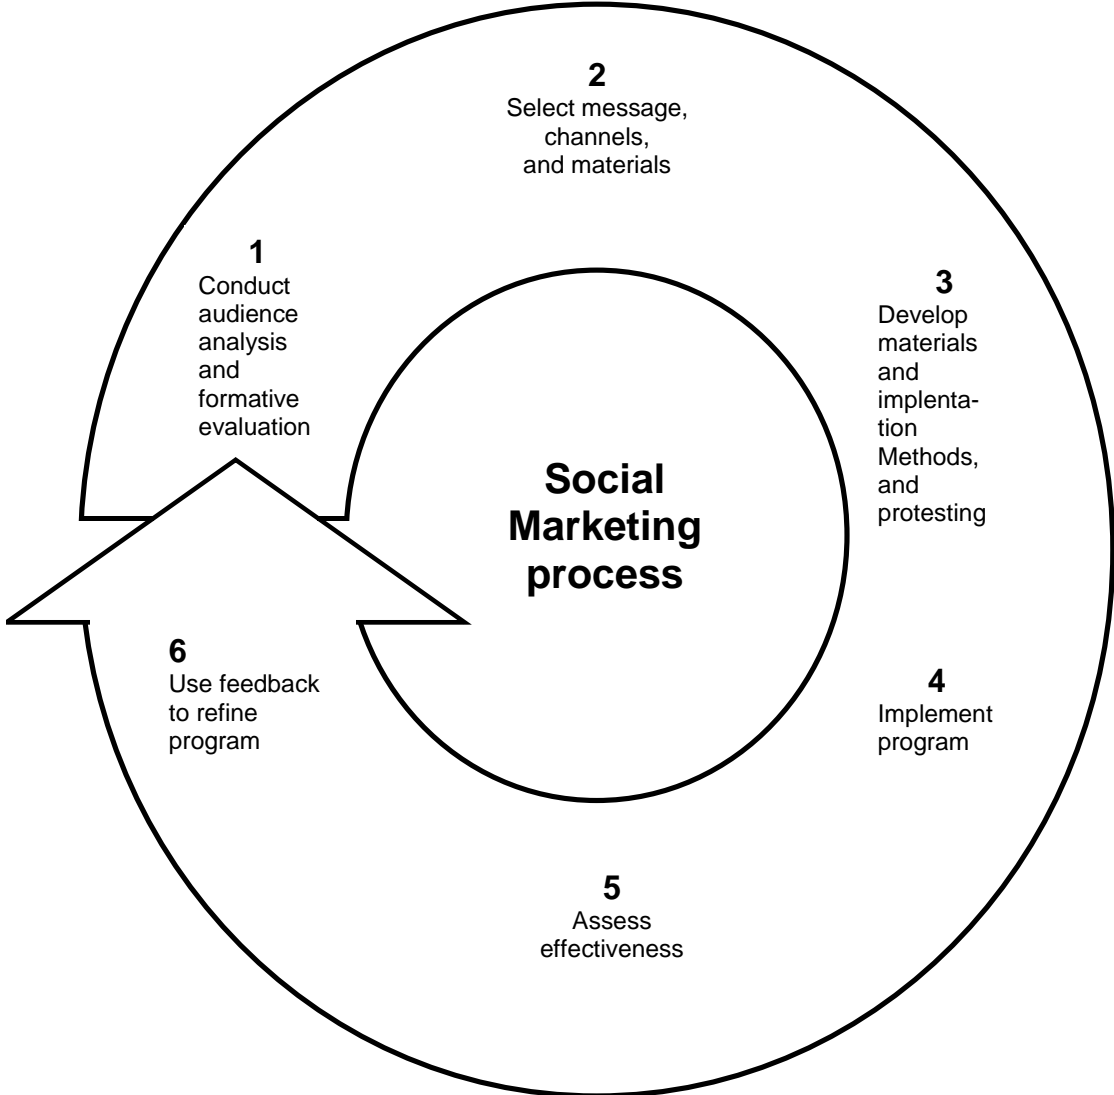 1
Conduct
audience
analysis
and
formative
evaluation
2
Select message,
channels,
and materials
3
Develop
materials
and
implenta-
tion
Methods,
and
protesting
4
Implement
program
5
Assess
effectiveness
6
Use feedback
to refine
program
Social
Marketing
process